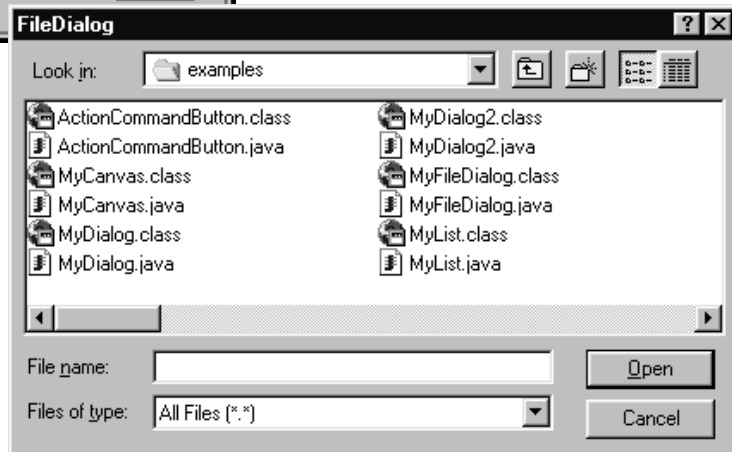 FileDialog
Look in: examples
ActionCommandButton.class MyDialog2.class
ActionCommandButton.java MyDialog2.java
MyCanvas.class MyFileDialog.class
MyCanvas.java MyFileDialog.java
MyDialog.class MyList.class
MyDialog.java MyList.java
File name: Open
Files of type: All Files (*.*) Cancel